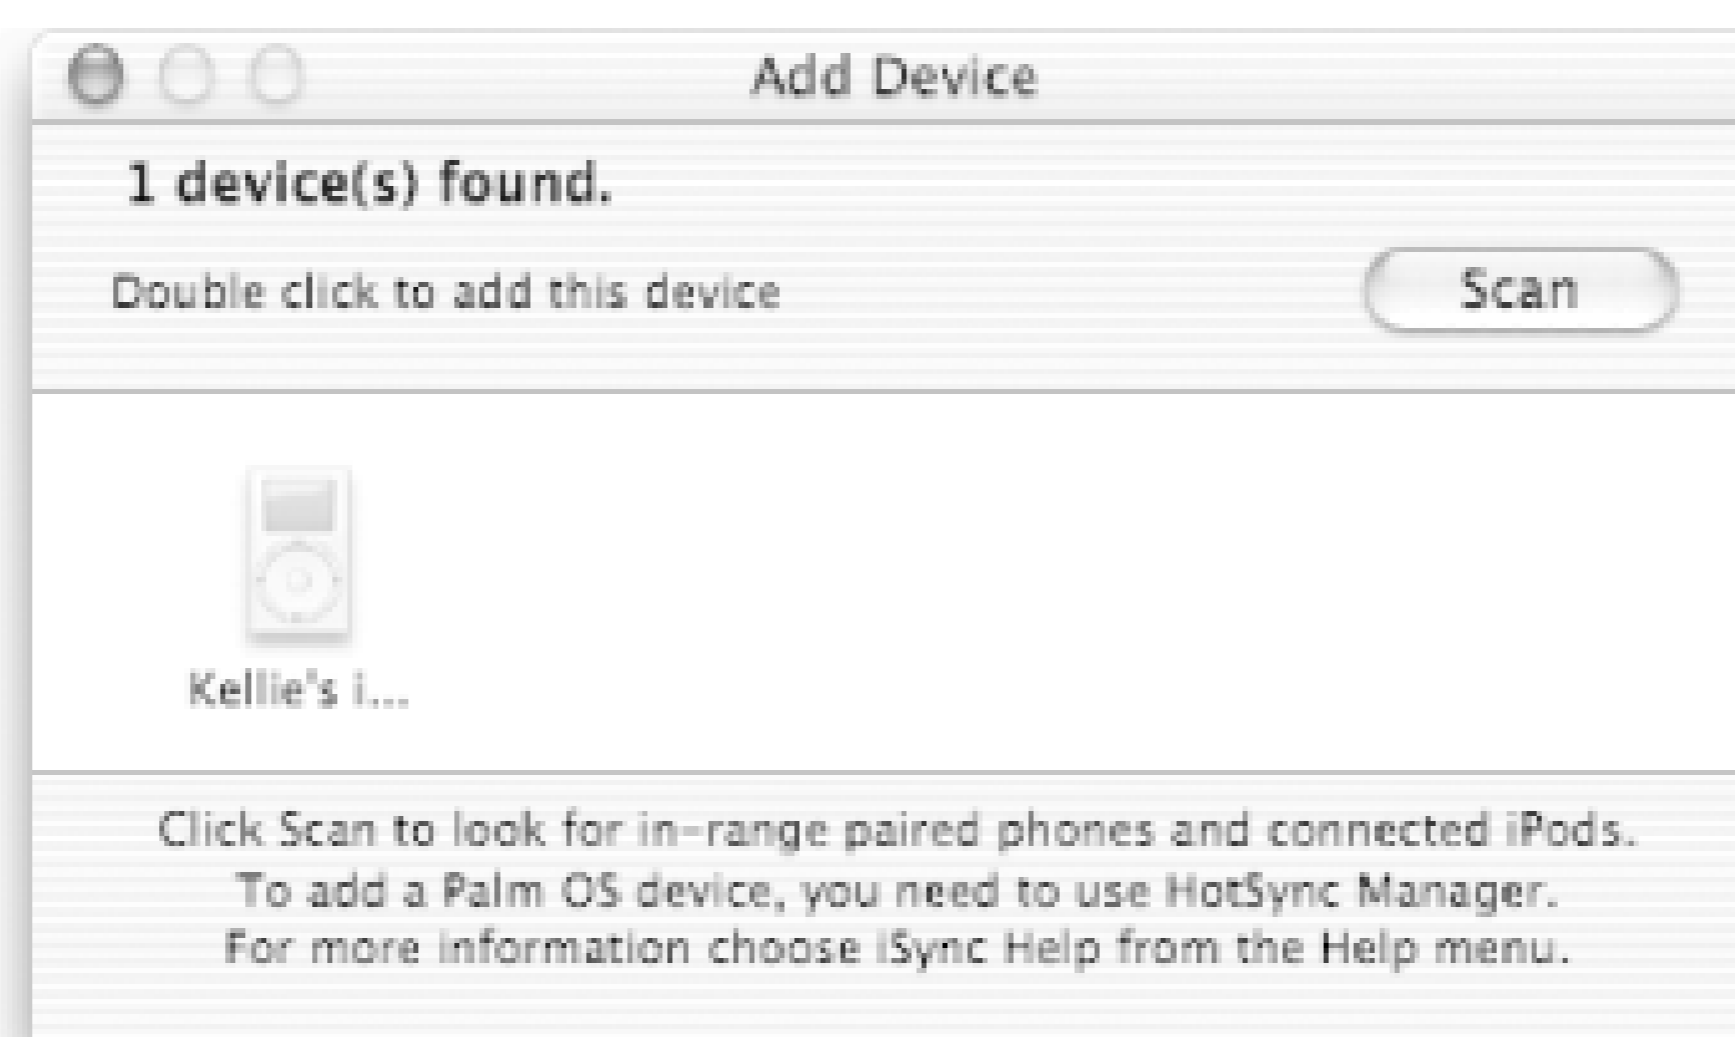 Add Device
1 device(s) found.
Double click to add this device
Scan
Kellie's i...
Click Scan to look for in-range paired phones and connected iPods.
To add a Palm OS device, you need to use HotSync Manager.
For more information choose iSync Help from the Help menu.